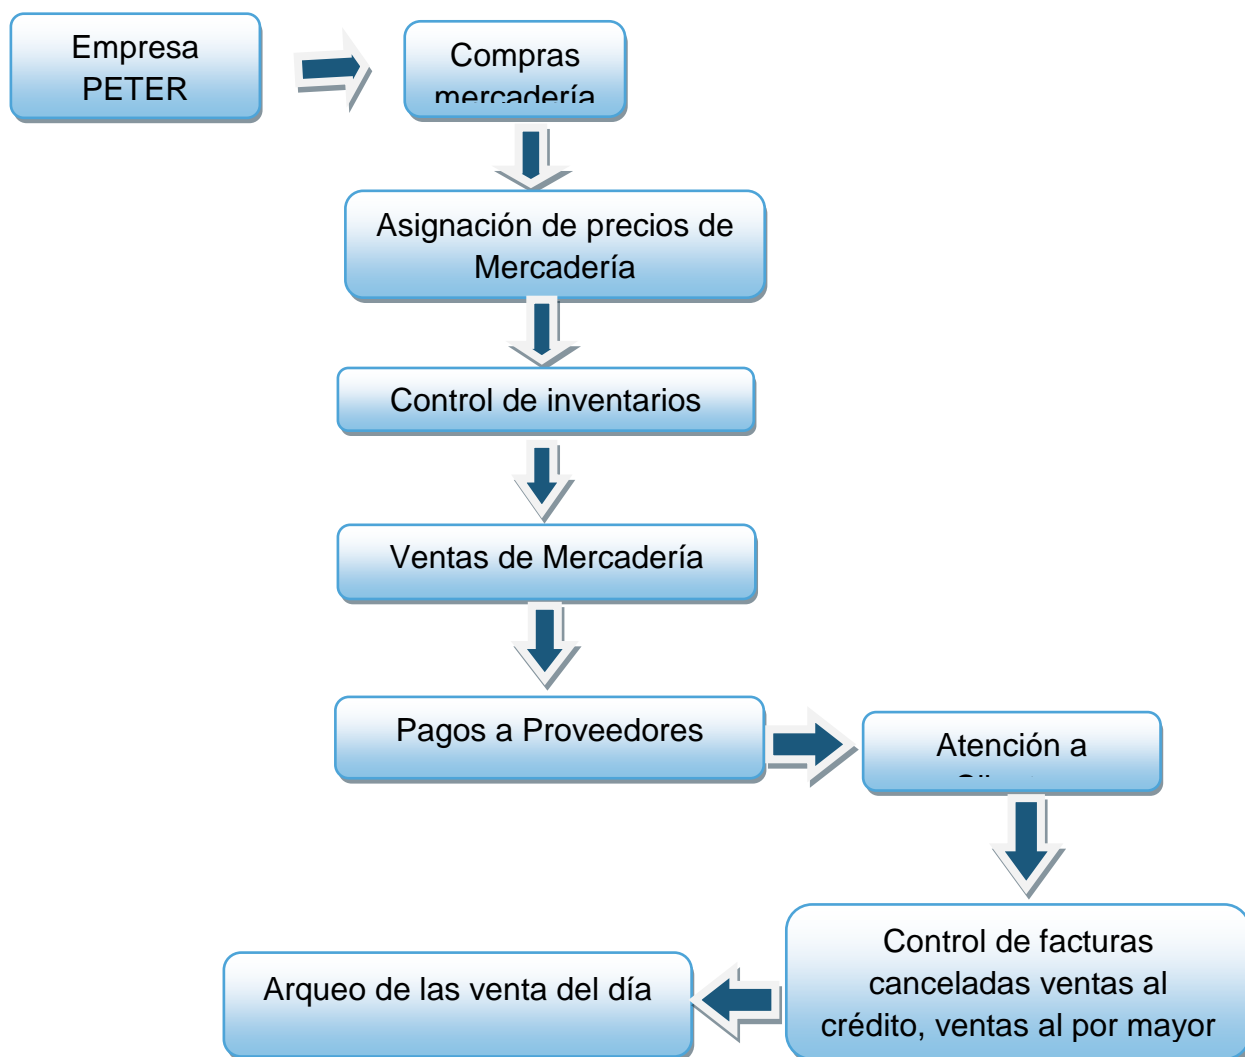 Empresa
PETER
Compras
mercadería
Asignación de precios de
Mercadería
Control de inventarios
Ventas de Mercadería
Pagos a Proveedores
Atención a
Control de facturas
canceladas ventas al
crédito, ventas al por mayor
Arqueo de las venta del día